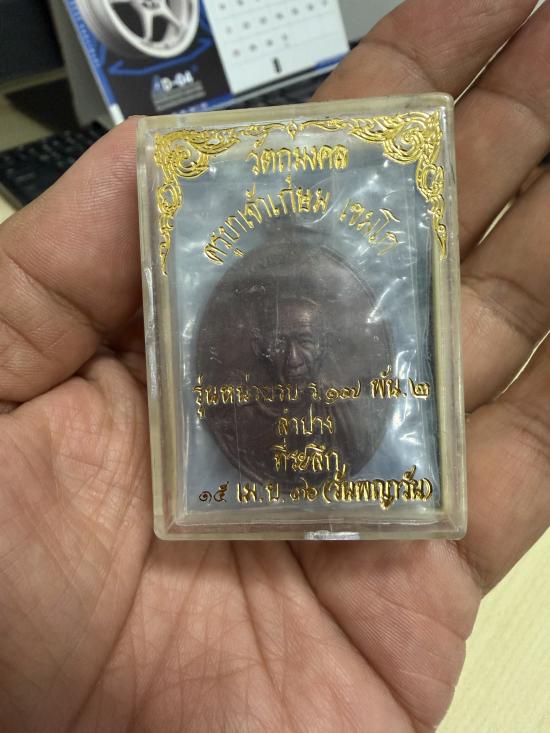 D-04
วัตถุมงคล
ครูบาเจ้าเกษม เขมโก
รุ่นหน่วยรบ ร.๑๗ พัน.๒
ลำปาง
ที่ระลึก
๑๕ เม.ย. ๓๖ (วันพญาวัน)